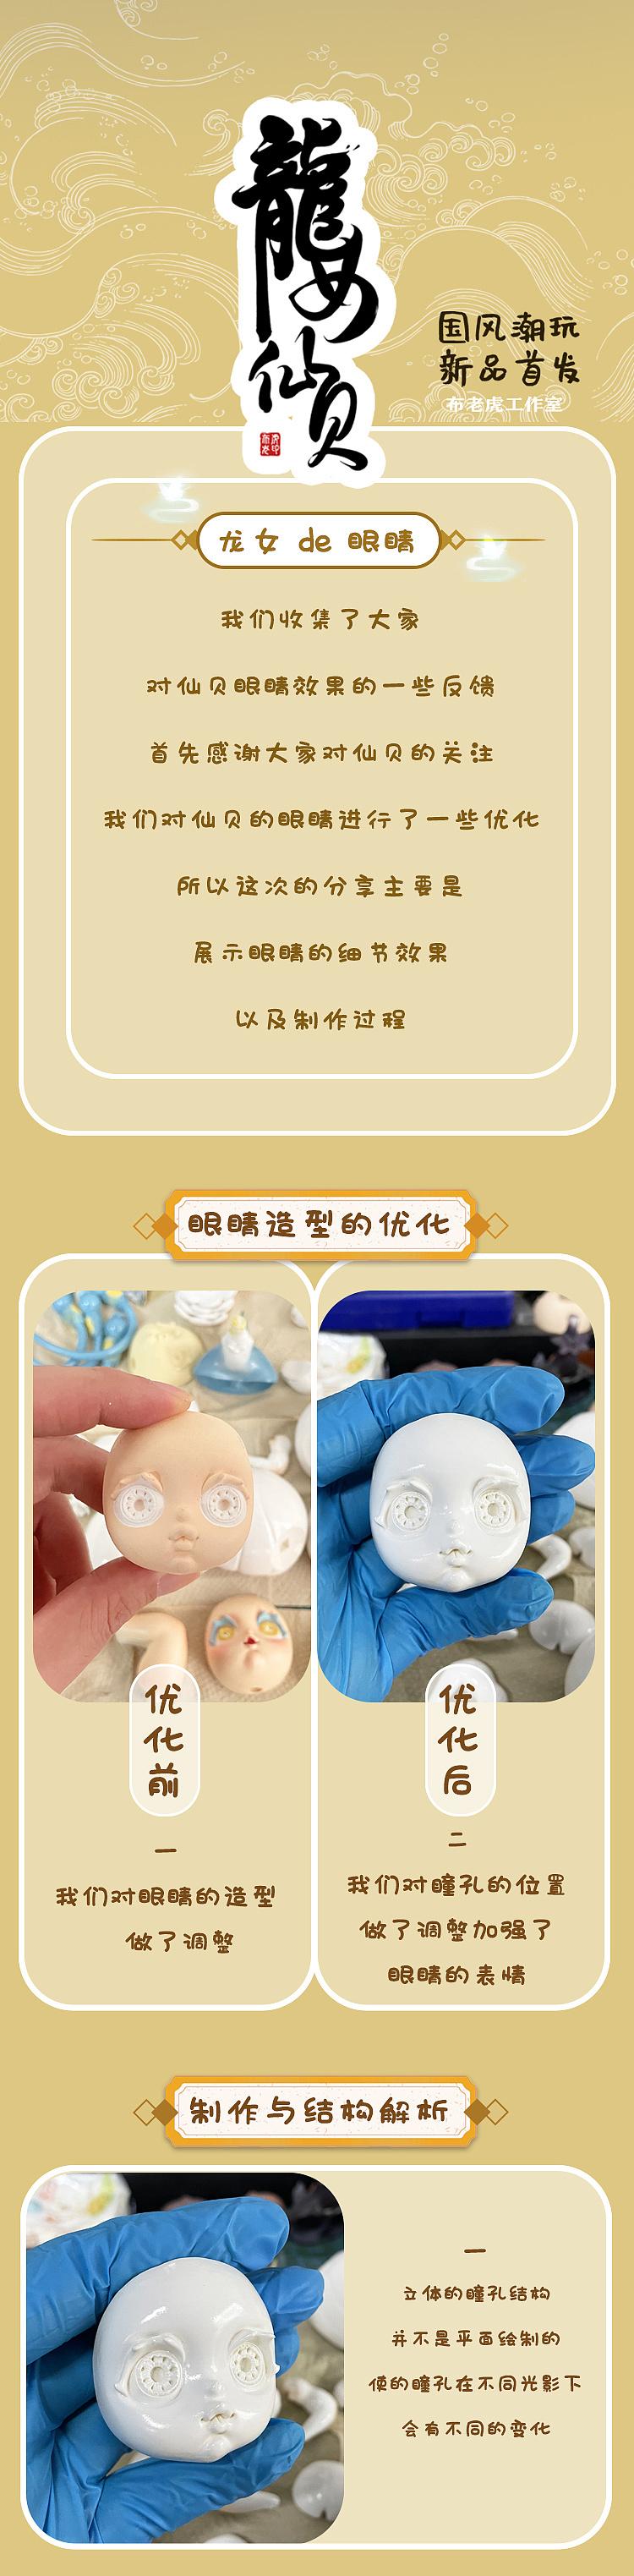 龍女仙贝
国风潮玩
新品首发
布老虎工作室
龙女 de 眼睛
我们收集了大家
对仙贝眼睛效果的一些反馈
首先感谢大家对仙贝的关注
我们对仙贝的眼睛进行了一些优化
所以这次的分享主要是
展示眼睛的细节效果
以及制作过程
眼睛造型的优化
优化前
一
我们对眼睛的造型
做了调整
优化后
二
我们对瞳孔的位置
做了调整加强了
眼睛的表情
制作与结构解析
一
立体的瞳孔结构
并不是平面绘制的
使的瞳孔在不同光影下
会有不同的变化